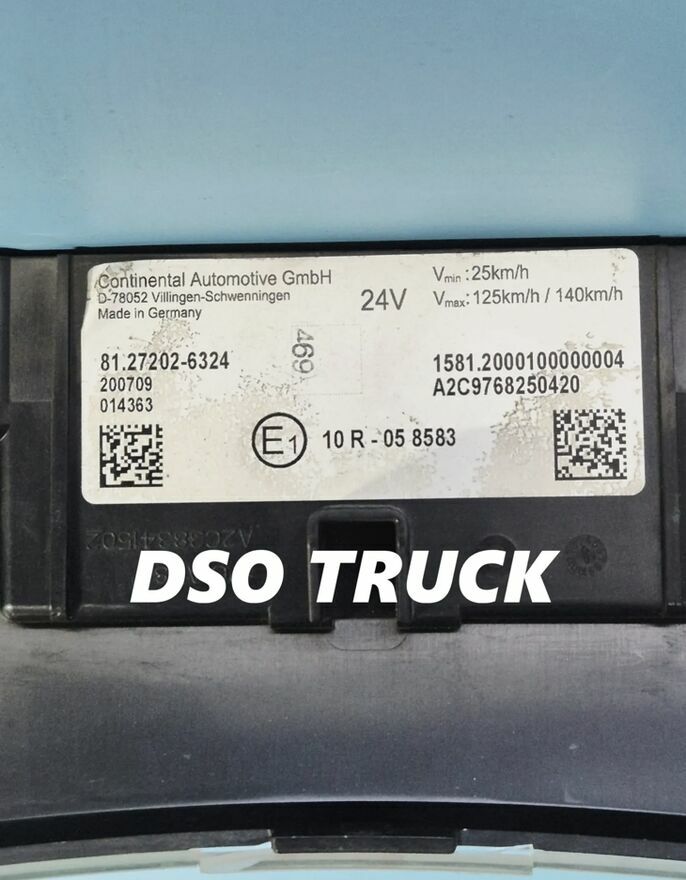 Continental Automotive GmbH
D-78052 Villingen-Schwenningen
Made in Germany
24V
Vmin :25km/h
Vmax: 125km/h / 140km/h
469
81.27202-6324
200709
014363
1581.2000100000004
A2C9768250420
E1
10 R - 05 8583
A2C38341502
DSO TRUCK